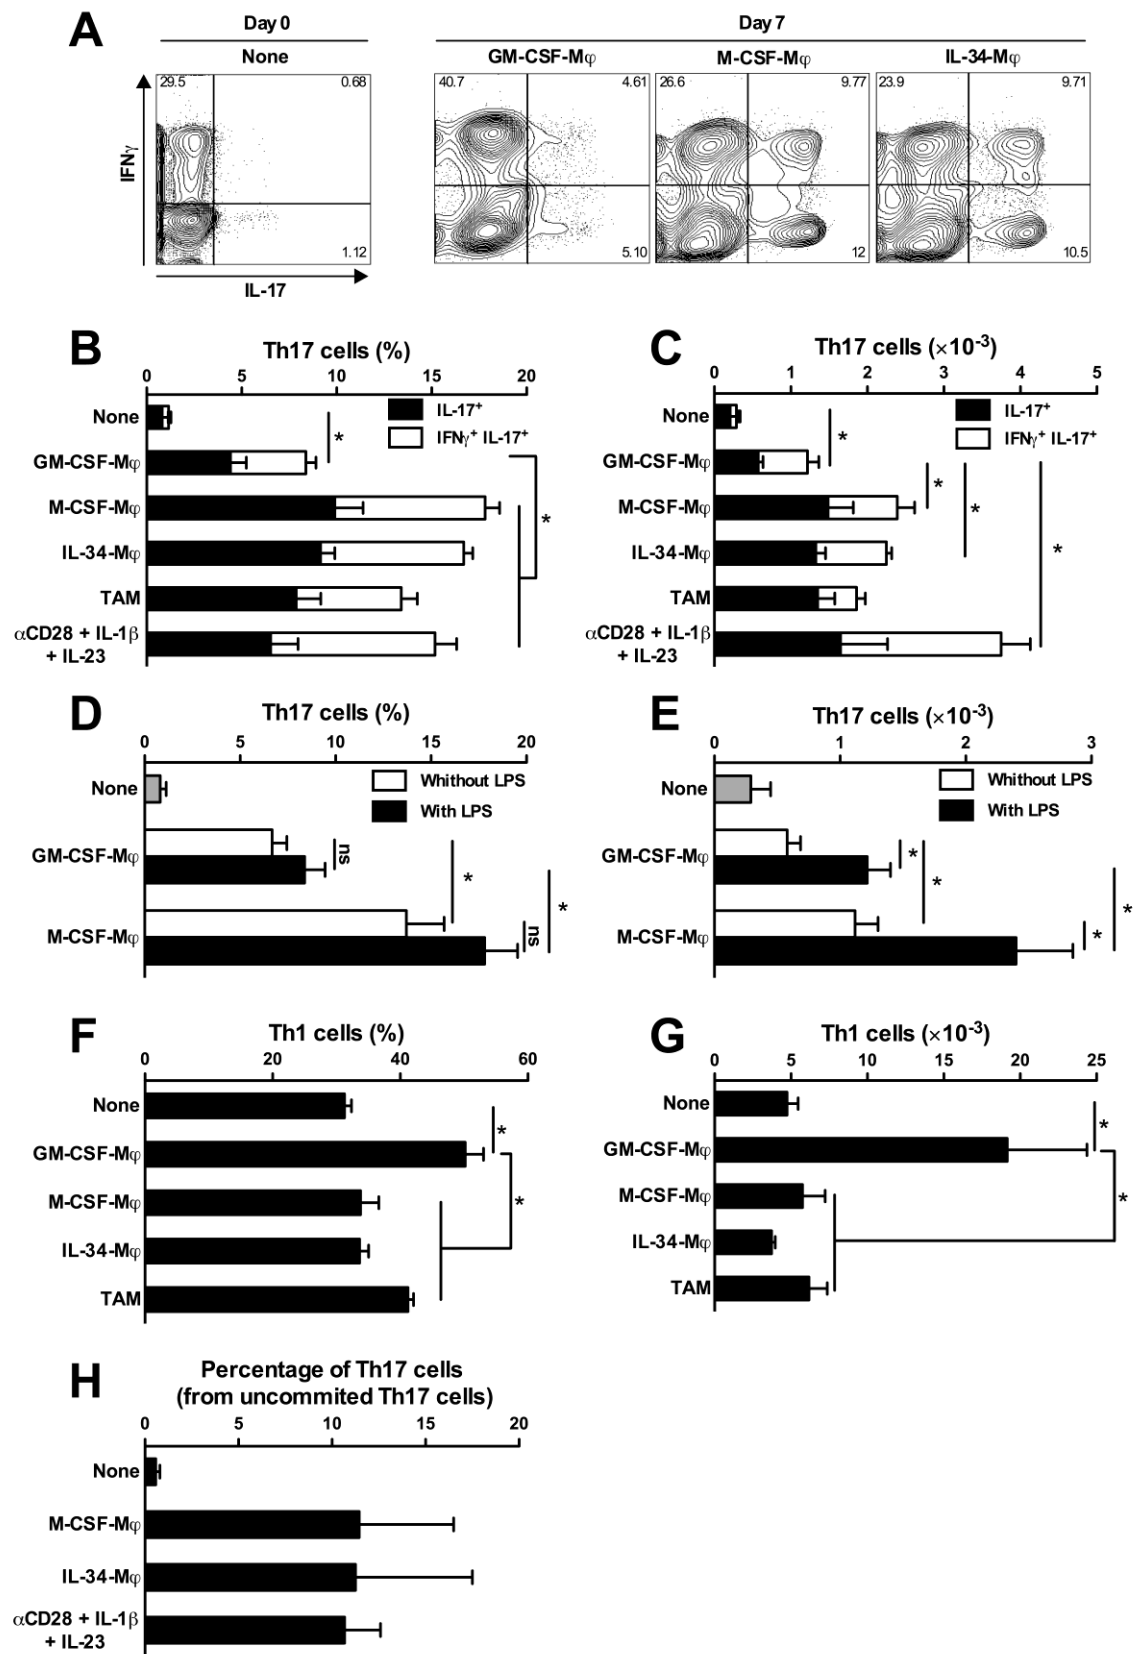 A
Day 0
Day 7
None
GM-CSF-Mφ
M-CSF-Mφ
IL-34-Mφ
29.5
0.68
40.7
4.61
26.6
9.77
23.9
9.71
IFNγ
1.12
5.10
12
10.5
IL-17
B
Th17 cells (%)
0 5 10 15 20
IL-17+
IFNγ+ IL-17+
None
GM-CSF-Mφ
*
M-CSF-Mφ
*
IL-34-Mφ
TAM
αCD28 + IL-1β
+ IL-23
C
Th17 cells (×10-3)
0 1 2 3 4 5
IL-17+
IFNγ+ IL-17+
None
*
GM-CSF-Mφ
*
M-CSF-Mφ
*
IL-34-Mφ
*
TAM
αCD28 + IL-1β
+ IL-23
D
Th17 cells (%)
0 5 10 15 20
Whithout LPS
With LPS
None
GM-CSF-Mφ
ns
*
*
M-CSF-Mφ
ns
E
Th17 cells (×10-3)
0 1 2 3
Whithout LPS
With LPS
None
GM-CSF-Mφ
*
*
*
M-CSF-Mφ
*
F
Th1 cells (%)
0 20 40 60
None
*
GM-CSF-Mφ
*
M-CSF-Mφ
IL-34-Mφ
TAM
G
Th1 cells (×10-3)
0 5 10 15 20 25
None
*
GM-CSF-Mφ
*
M-CSF-Mφ
IL-34-Mφ
TAM
H
Percentage of Th17 cells
(from uncommited Th17 cells)
0 5 10 15 20
None
M-CSF-Mφ
IL-34-Mφ
αCD28 + IL-1β
+ IL-23